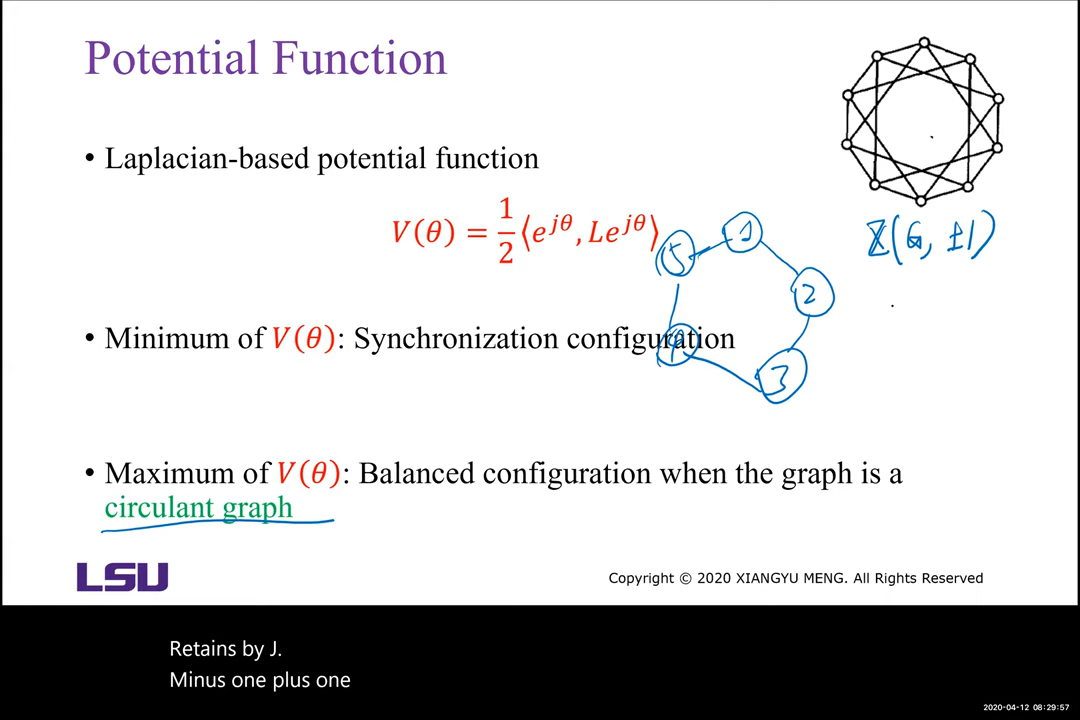 Potential Function
• Laplacian-based potential function
V(θ) = 1/2 ⟨e^{jθ}, Le^{jθ}⟩
5 1
2
4
3
• Minimum of V(θ): Synchronization configuration
• Maximum of V(θ): Balanced configuration when the graph is a
circulant graph
LSU
Copyright © 2020 XIANGYU MENG. All Rights Reserved
Retains by J.
Minus one plus one
2020-04-12 08:29:57